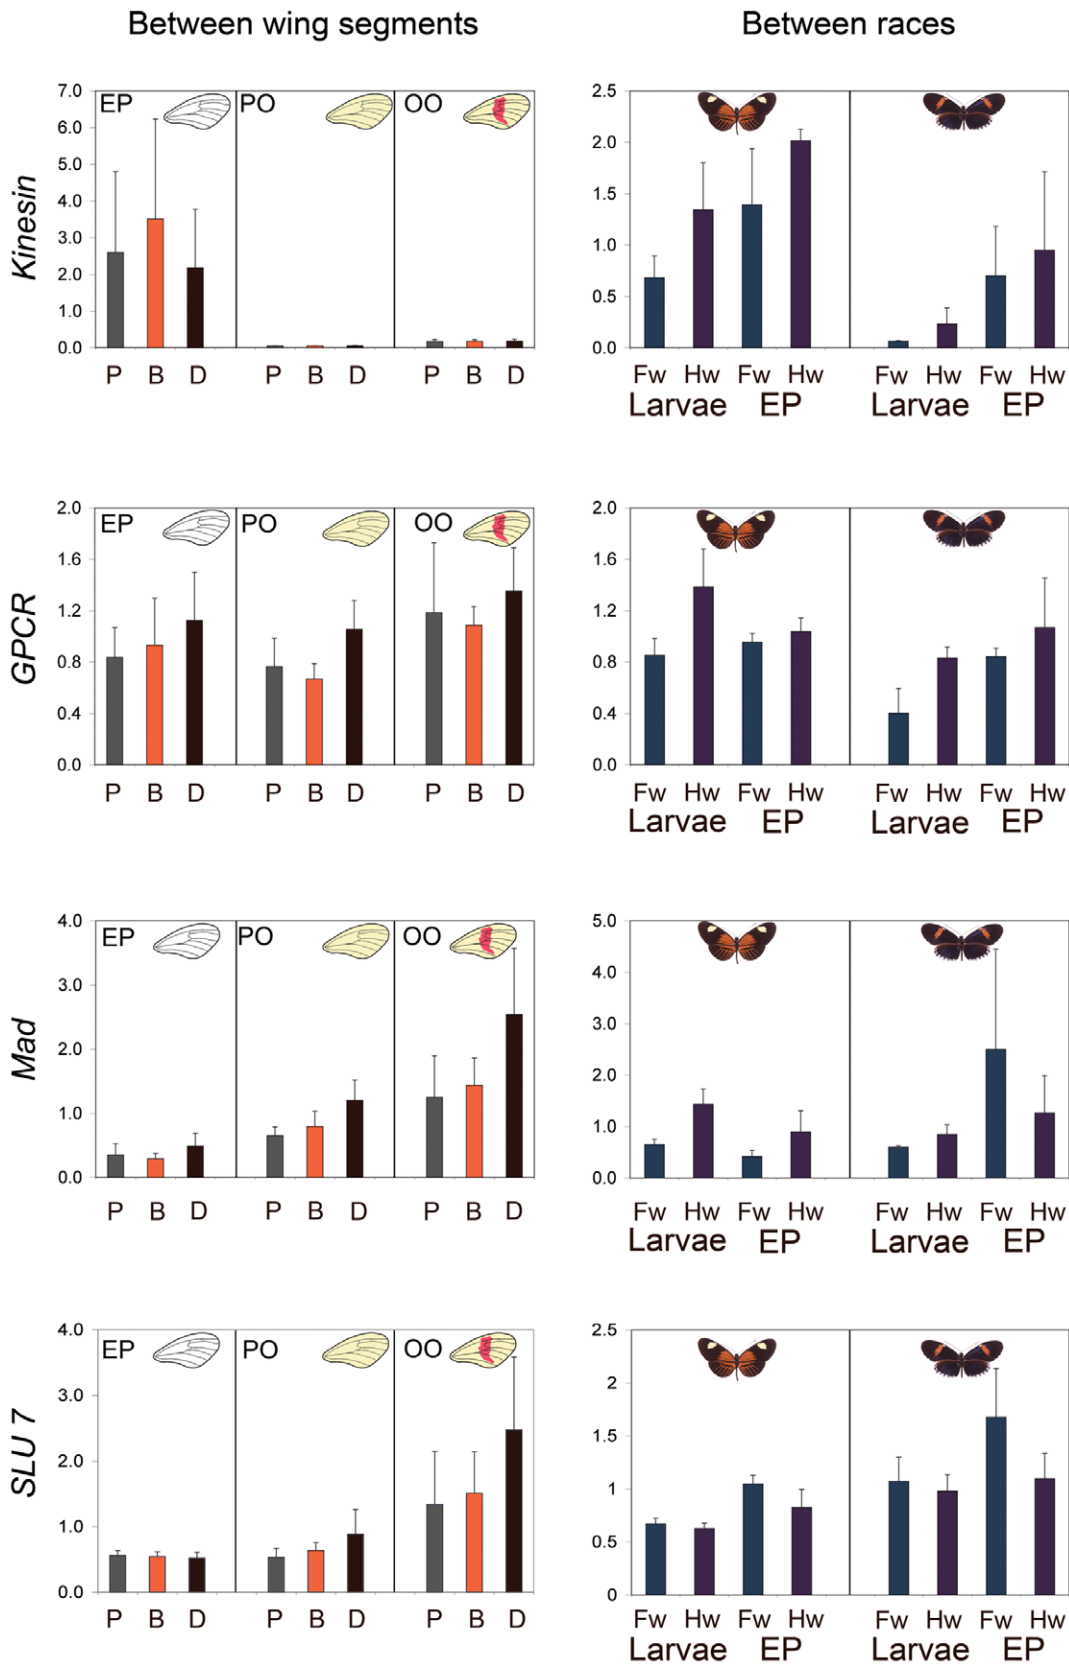 Between wing segments
Between races
Kinesin
7.0
6.0
5.0
4.0
3.0
2.0
1.0
0.0
EP
PO
OO
P B D P B D P B D
2.5
2.0
1.5
1.0
0.5
0.0
Fw Hw Fw Hw Fw Hw Fw Hw
Larvae EP Larvae EP
GPCR
2.0
1.6
1.2
0.8
0.4
0.0
EP
PO
OO
P B D P B D P B D
2.0
1.6
1.2
0.8
0.4
0.0
Fw Hw Fw Hw Fw Hw Fw Hw
Larvae EP Larvae EP
Mad
4.0
3.0
2.0
1.0
0.0
EP
PO
OO
P B D P B D P B D
5.0
4.0
3.0
2.0
1.0
0.0
Fw Hw Fw Hw Fw Hw Fw Hw
Larvae EP Larvae EP
SLU 7
4.0
3.0
2.0
1.0
0.0
EP
PO
OO
P B D P B D P B D
2.5
2
1.5
1
0.5
0
Fw Hw Fw Hw Fw Hw Fw Hw
Larvae EP Larvae EP